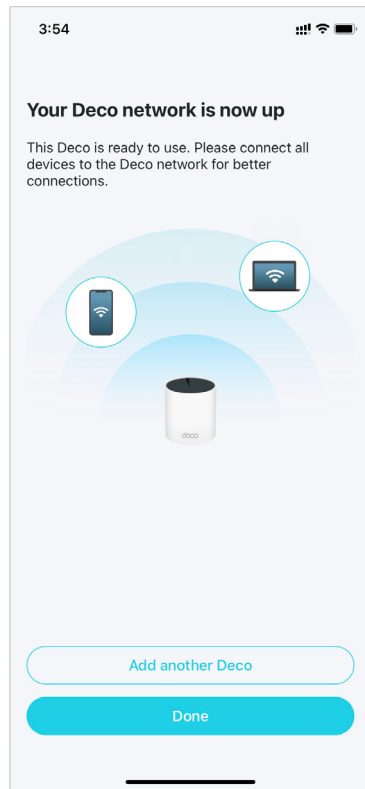 3:54
Your Deco network is now up
This Deco is ready to use. Please connect all
devices to the Deco network for better
connections.
deco
Add another Deco
Done